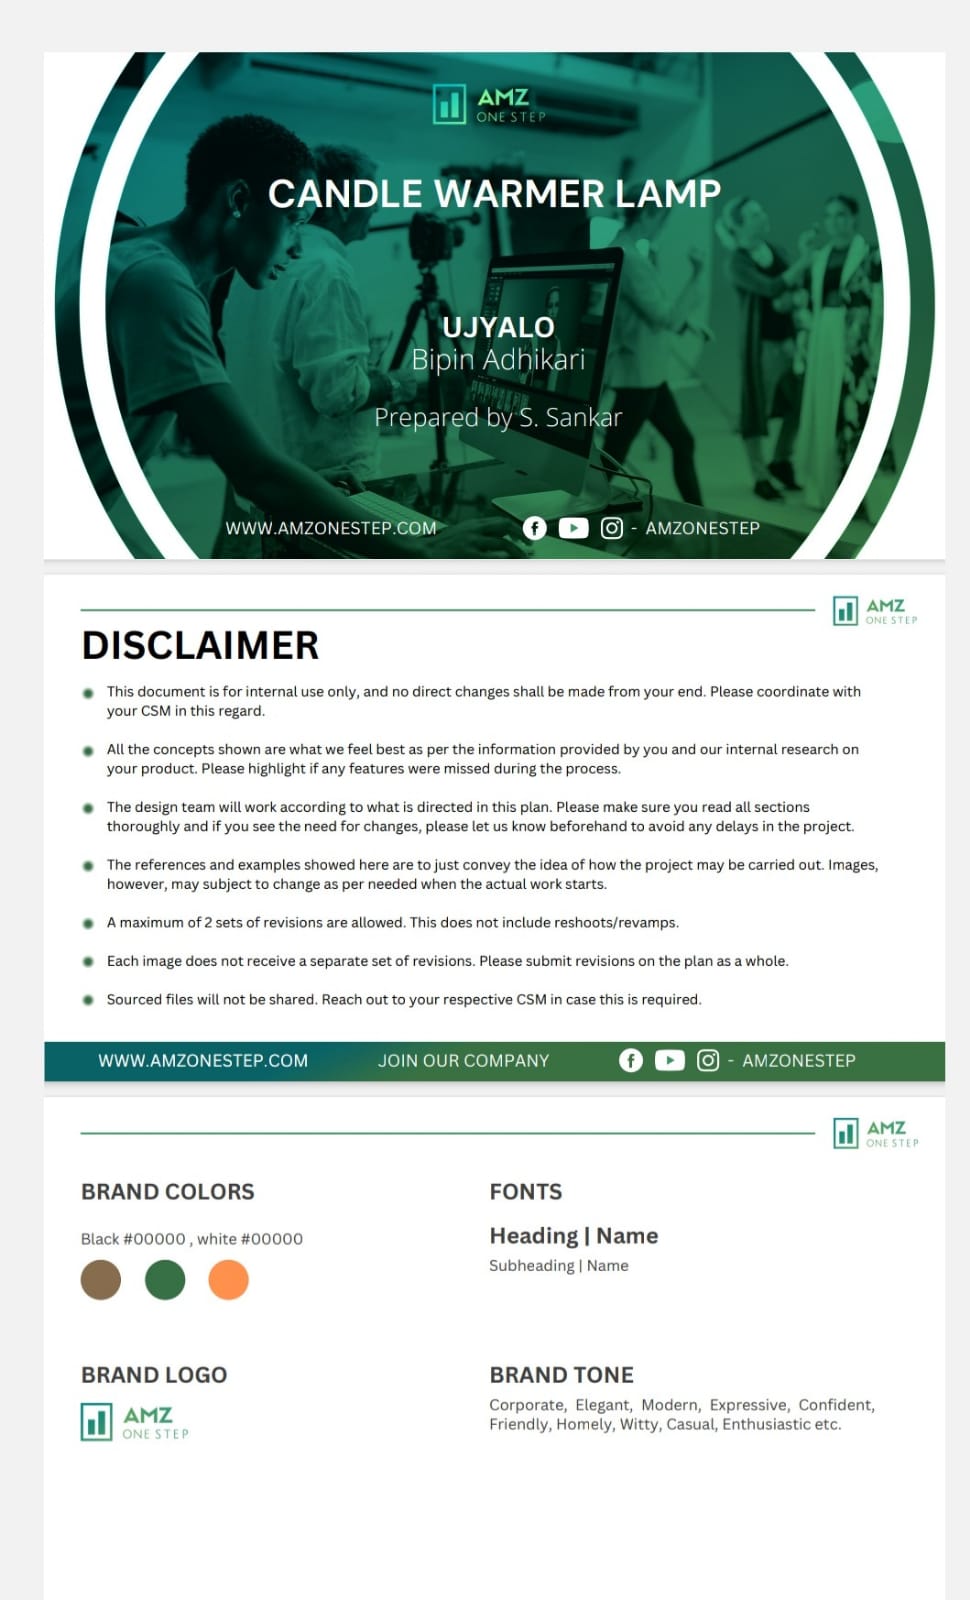 AMZ
ONE STEP
CANDLE WARMER LAMP
UJYALO
Bipin Adhikari
Prepared by S. Sankar
WWW.AMZONESTEP.COM
- AMZONESTEP
AMZ
ONE STEP
DISCLAIMER
This document is for internal use only, and no direct changes shall be made from your end. Please coordinate with
your CSM in this regard.
All the concepts shown are what we feel best as per the information provided by you and our internal research on
your product. Please highlight if any features were missed during the process.
The design team will work according to what is directed in this plan. Please make sure you read all sections
thoroughly and if you see the need for changes, please let us know beforehand to avoid any delays in the project.
The references and examples showed here are to just convey the idea of how the project may be carried out. Images,
however, may subject to change as per needed when the actual work starts.
A maximum of 2 sets of revisions are allowed. This does not include reshoots/revamps.
Each image does not receive a separate set of revisions. Please submit revisions on the plan as a whole.
Sourced files will not be shared. Reach out to your respective CSM in case this is required.
WWW.AMZONESTEP.COM
JOIN OUR COMPANY
- AMZONESTEP
AMZ
ONE STEP
BRAND COLORS
Black #00000 , white #00000
FONTS
Heading | Name
Subheading | Name
BRAND LOGO
AMZ
ONE STEP
BRAND TONE
Corporate, Elegant, Modern, Expressive, Confident,
Friendly, Homely, Witty, Casual, Enthusiastic etc.